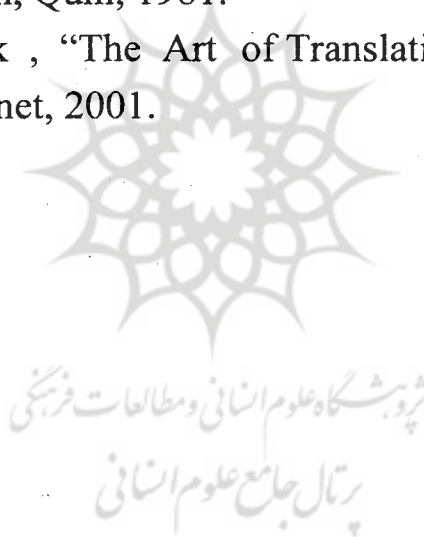 , Qum, 1981.
k , “The Art of Translati
net, 2001.
پژوهشگاه علوم انسانی و مطالعات فرهنگی
پرتال جامع علوم انسانی